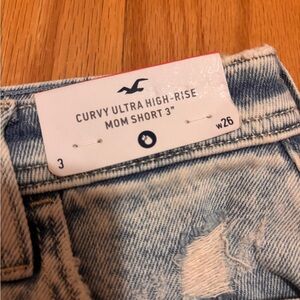 CURVY ULTRA HIGH-RISE
MOM SHORT 3"
3
w26